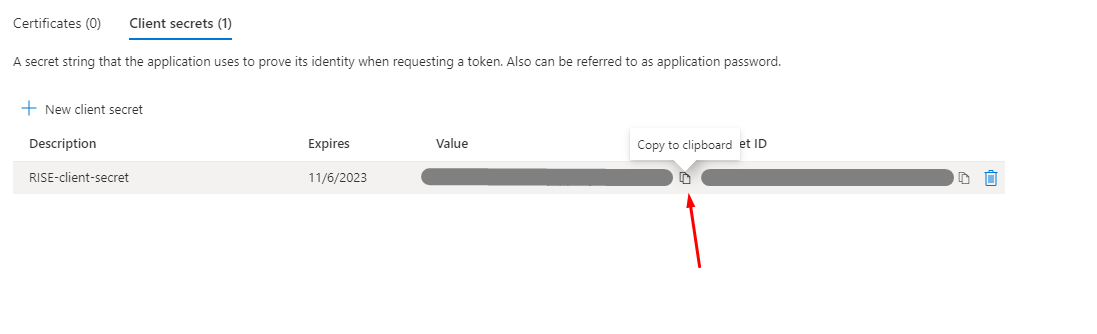 Certificates (0) Client secrets (1)
A secret string that the application uses to prove its identity when requesting a token. Also can be referred to as application password.
New client secret
Description Expires Value Copy to clipboard et ID
RISE-client-secret 11/6/2023